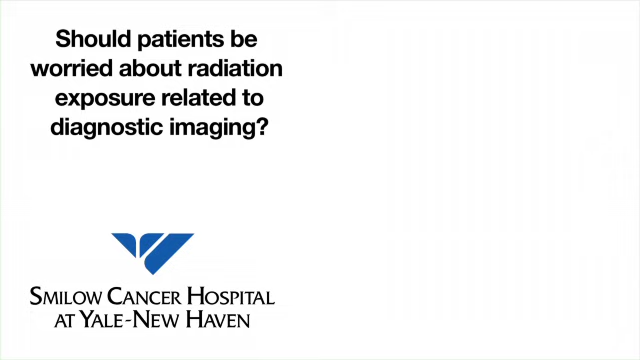 Should patients be
worried about radiation
exposure related to
diagnostic imaging?
SMILOW CANCER HOSPITAL
AT YALE-NEW HAVEN